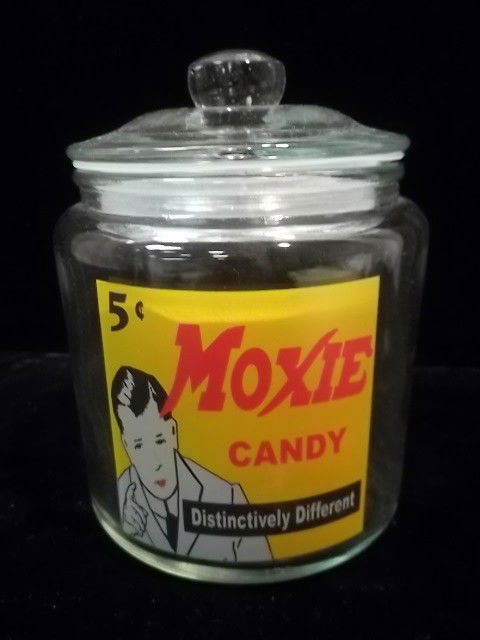 5¢
MOXIE
CANDY
Distinctively Different